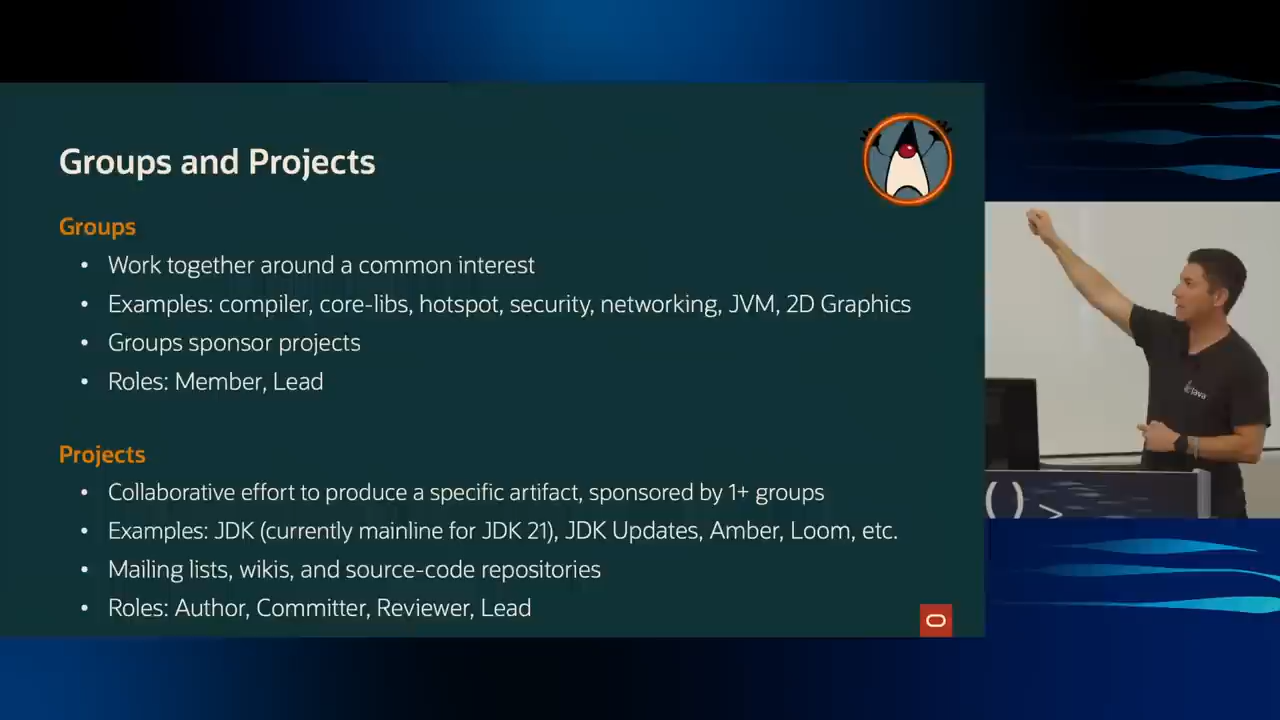 Groups and Projects
Groups
• Work together around a common interest
• Examples: compiler, core-libs, hotspot, security, networking, JVM, 2D Graphics
• Groups sponsor projects
• Roles: Member, Lead
Projects
• Collaborative effort to produce a specific artifact, sponsored by 1+ groups
• Examples: JDK (currently mainline for JDK 21), JDK Updates, Amber, Loom, etc.
• Mailing lists, wikis, and source-code repositories
• Roles: Author, Committer, Reviewer, Lead
Java
() >